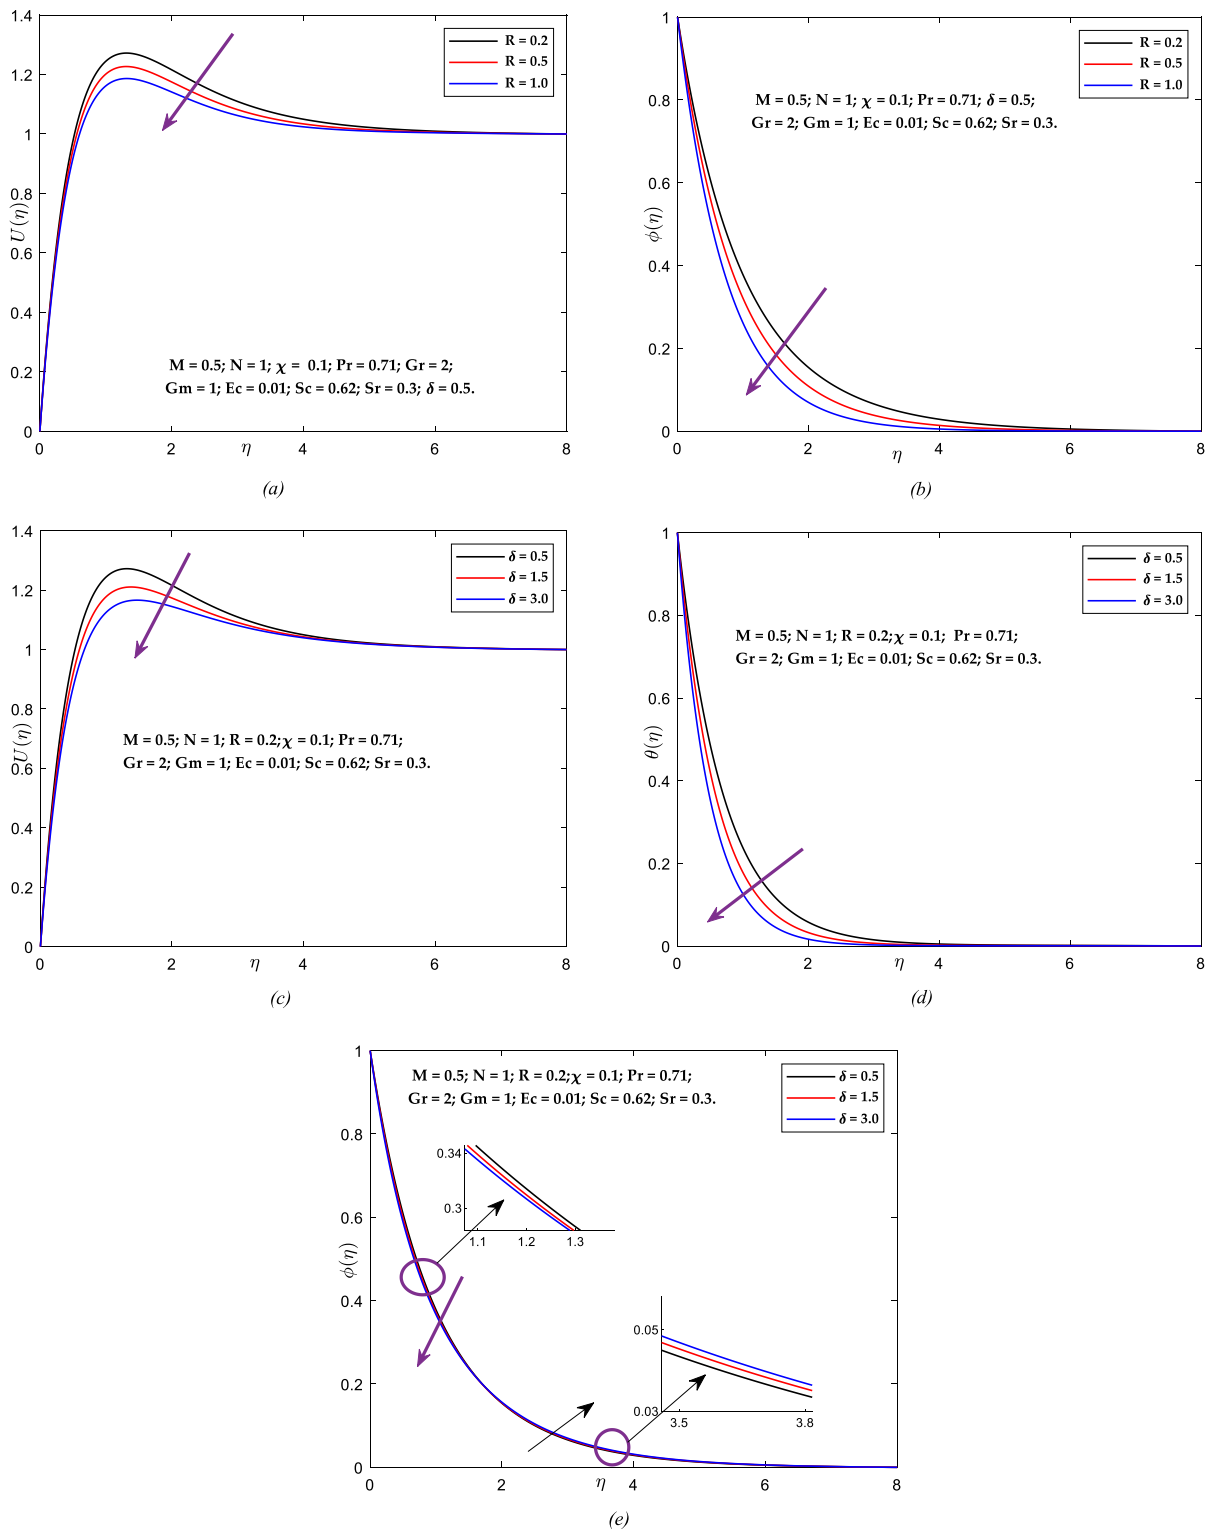 1.4
1.2
1
0.8
0.6
0.4
0.2
0
U(η)
R = 0.2
R = 0.5
R = 1.0
M = 0.5; N = 1; χ = 0.1; Pr = 0.71; Gr = 2;
Gm = 1; Ec = 0.01; Sc = 0.62; Sr = 0.3; δ = 0.5.
0 2 4 6 8
η
(a)
1
0.8
0.6
0.4
0.2
0
ϕ(η)
R = 0.2
R = 0.5
R = 1.0
M = 0.5; N = 1; χ = 0.1; Pr = 0.71; δ = 0.5;
Gr = 2; Gm = 1; Ec = 0.01; Sc = 0.62; Sr = 0.3.
0 2 4 6 8
η
(b)
1.4
1.2
1
0.8
0.6
0.4
0.2
0
U(η)
δ = 0.5
δ = 1.5
δ = 3.0
M = 0.5; N = 1; R = 0.2;χ = 0.1; Pr = 0.71;
Gr = 2; Gm = 1; Ec = 0.01; Sc = 0.62; Sr = 0.3.
0 2 4 6 8
η
(c)
1
0.8
0.6
0.4
0.2
0
θ(η)
δ = 0.5
δ = 1.5
δ = 3.0
M = 0.5; N = 1; R = 0.2;χ = 0.1; Pr = 0.71;
Gr = 2; Gm = 1; Ec = 0.01; Sc = 0.62; Sr = 0.3.
0 2 4 6 8
η
(d)
1
0.8
0.6
0.4
0.2
0
ϕ(η)
M = 0.5; N = 1; R = 0.2;χ = 0.1; Pr = 0.71;
Gr = 2; Gm = 1; Ec = 0.01; Sc = 0.62; Sr = 0.3.
δ = 0.5
δ = 1.5
δ = 3.0
0.34
0.3
1.1 1.2 1.3
0.05
0.03
3.5 3.8
0 2 4 6 8
η
(e)